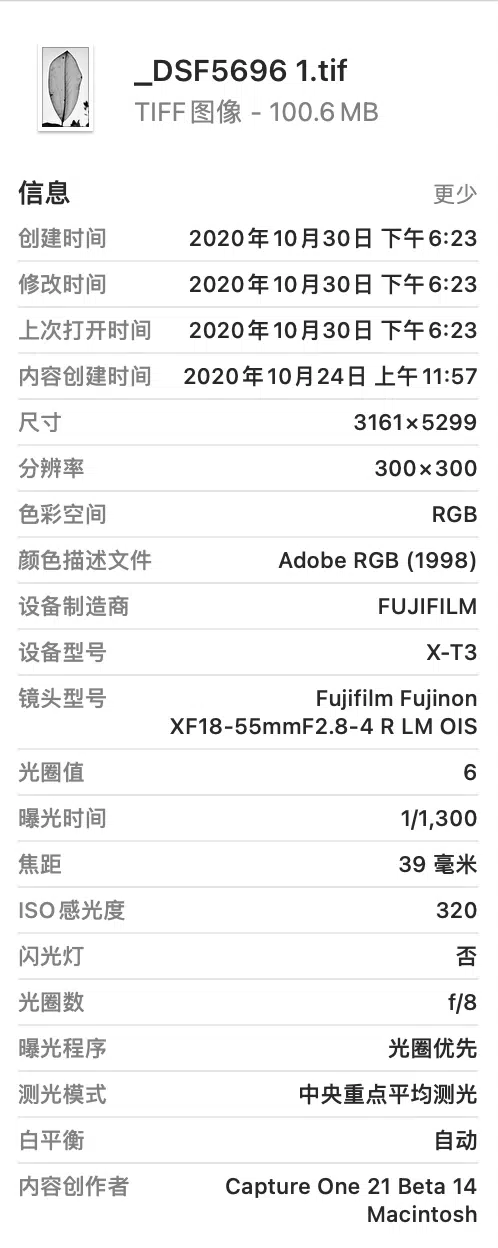 _DSF5696 1.tif
TIFF图像 - 100.6 MB
信息 更少
创建时间 2020年10月30日 下午6:23
修改时间 2020年10月30日 下午6:23
上次打开时间 2020年10月30日 下午6:23
内容创建时间 2020年10月24日 上午11:57
尺寸 3161×5299
分辨率 300×300
色彩空间 RGB
颜色描述文件 Adobe RGB (1998)
设备制造商 FUJIFILM
设备型号 X-T3
镜头型号 Fujifilm Fujinon
XF18-55mmF2.8-4 R LM OIS
光圈值 6
曝光时间 1/1,300
焦距 39 毫米
ISO感光度 320
闪光灯 否
光圈数 f/8
曝光程序 光圈优先
测光模式 中央重点平均测光
白平衡 自动
内容创作者 Capture One 21 Beta 14
Macintosh